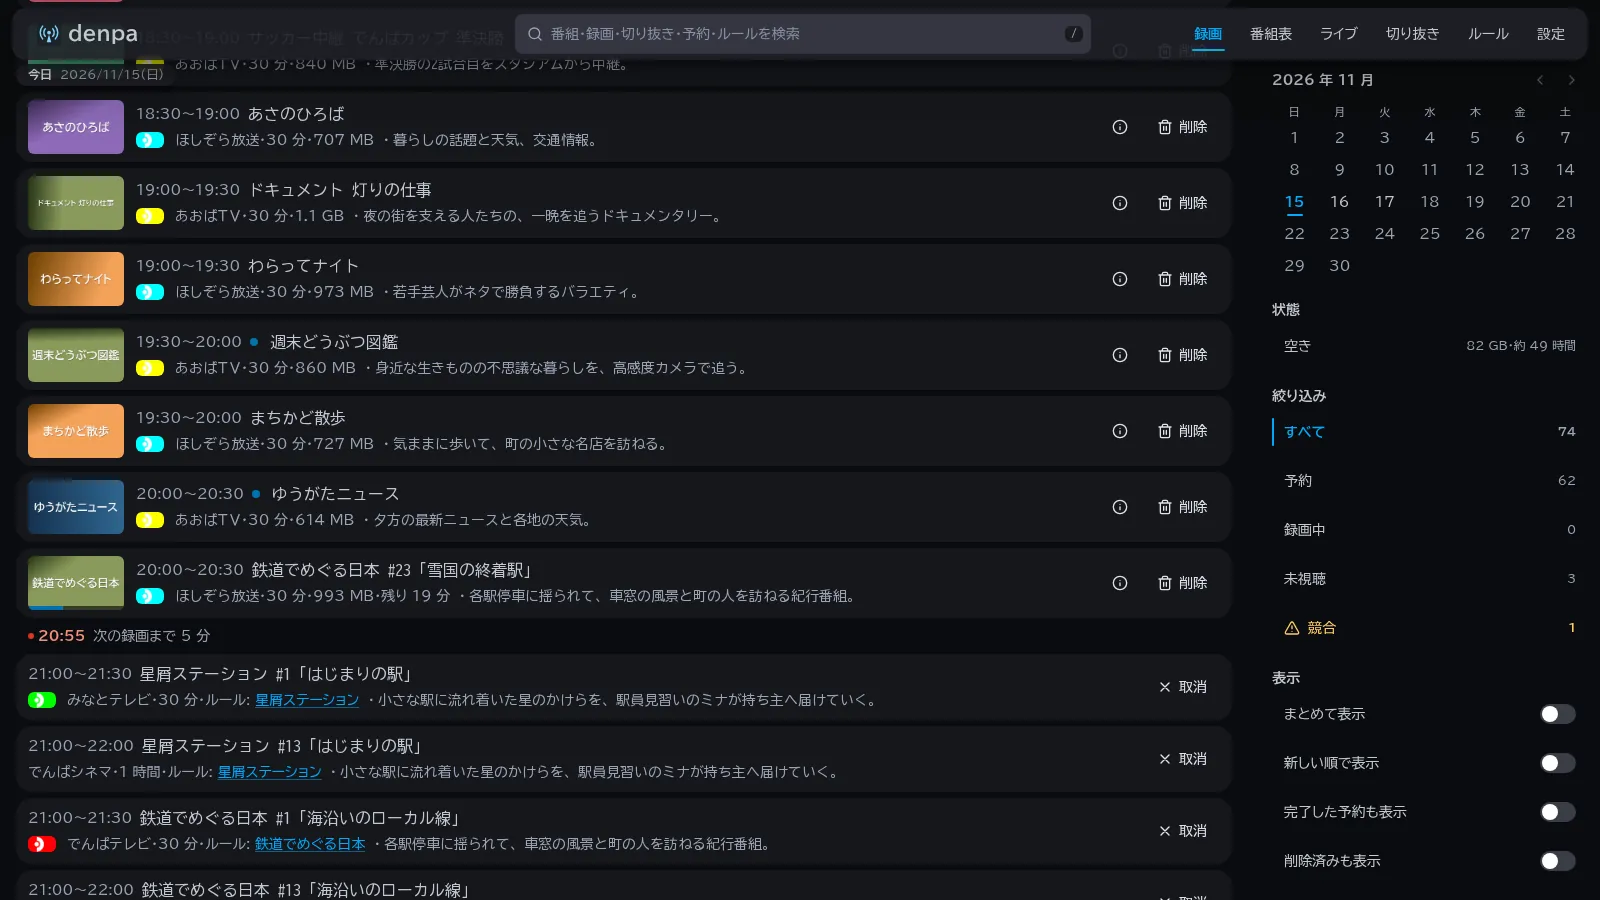 denpa
番組・録画・切り抜き・予約・ルールを検索
/
録画
番組表
ライブ
切り抜き
ルール
設定
18:30~19:00 サッカー中継 でんぱカップ 準決勝
削除
あおばTV・30 分・840 MB ・準決勝の2試合目をスタジアムから中継。
今日 2026/11/15(日)
あさのひろば
18:30~19:00 あさのひろば
ほしぞら放送・30 分・707 MB ・暮らしの話題と天気、交通情報。
削除
ドキュメント 灯りの仕事
19:00~19:30 ドキュメント 灯りの仕事
あおばTV・30 分・1.1 GB ・夜の街を支える人たちの、一晩を追うドキュメンタリー。
削除
わらってナイト
19:00~19:30 わらってナイト
ほしぞら放送・30 分・973 MB ・若手芸人がネタで勝負するバラエティ。
削除
週末どうぶつ図鑑
19:30~20:00 週末どうぶつ図鑑
あおばTV・30 分・860 MB ・身近な生きものの不思議な暮らしを、高感度カメラで追う。
削除
まちかど散歩
19:30~20:00 まちかど散歩
ほしぞら放送・30 分・727 MB ・気ままに歩いて、町の小さな名店を訪ねる。
削除
ゆうがたニュース
20:00~20:30 ゆうがたニュース
あおばTV・30 分・614 MB ・夕方の最新ニュースと各地の天気。
削除
鉄道でめぐる日本
20:00~20:30 鉄道でめぐる日本 #23「雪国の終着駅」
ほしぞら放送・30 分・993 MB・残り 19 分 ・各駅停車に揺られて、車窓の風景と町の人を訪ねる紀行番組。
削除
20:55 次の録画まで 5 分
21:00~21:30 星屑ステーション #1「はじまりの駅」
みなとテレビ・30 分・ルール: 星屑ステーション ・小さな駅に流れ着いた星のかけらを、駅員見習いのミナが持ち主へ届けていく。
取消
21:00~22:00 星屑ステーション #13「はじまりの駅」
でんぱシネマ・1 時間・ルール: 星屑ステーション ・小さな駅に流れ着いた星のかけらを、駅員見習いのミナが持ち主へ届けていく。
取消
21:00~21:30 鉄道でめぐる日本 #1「海沿いのローカル線」
でんぱテレビ・30 分・ルール: 鉄道でめぐる日本 ・各駅停車に揺られて、車窓の風景と町の人を訪ねる紀行番組。
取消
21:00~22:00 鉄道でめぐる日本 #13「海沿いのローカル線」
取消
2026 年 11 月
日 月 火 水 木 金 土
1 2 3 4 5 6 7
8 9 10 11 12 13 14
15 16 17 18 19 20 21
22 23 24 25 26 27 28
29 30
状態
空き 82 GB・約 49 時間
絞り込み
すべて 74
予約 62
録画中 0
未視聴 3
競合 1
表示
まとめて表示
新しい順で表示
完了した予約も表示
削除済みも表示